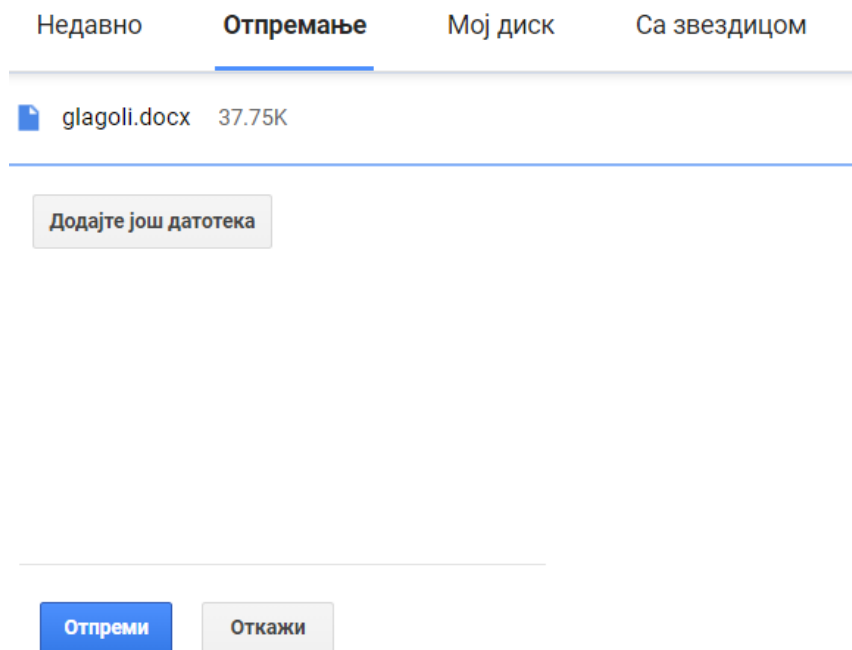 Недавно Отпремање Мој диск Са звездицом
glagoli.docx 37.75K
Додајте још датотека
Отпреми Откажи